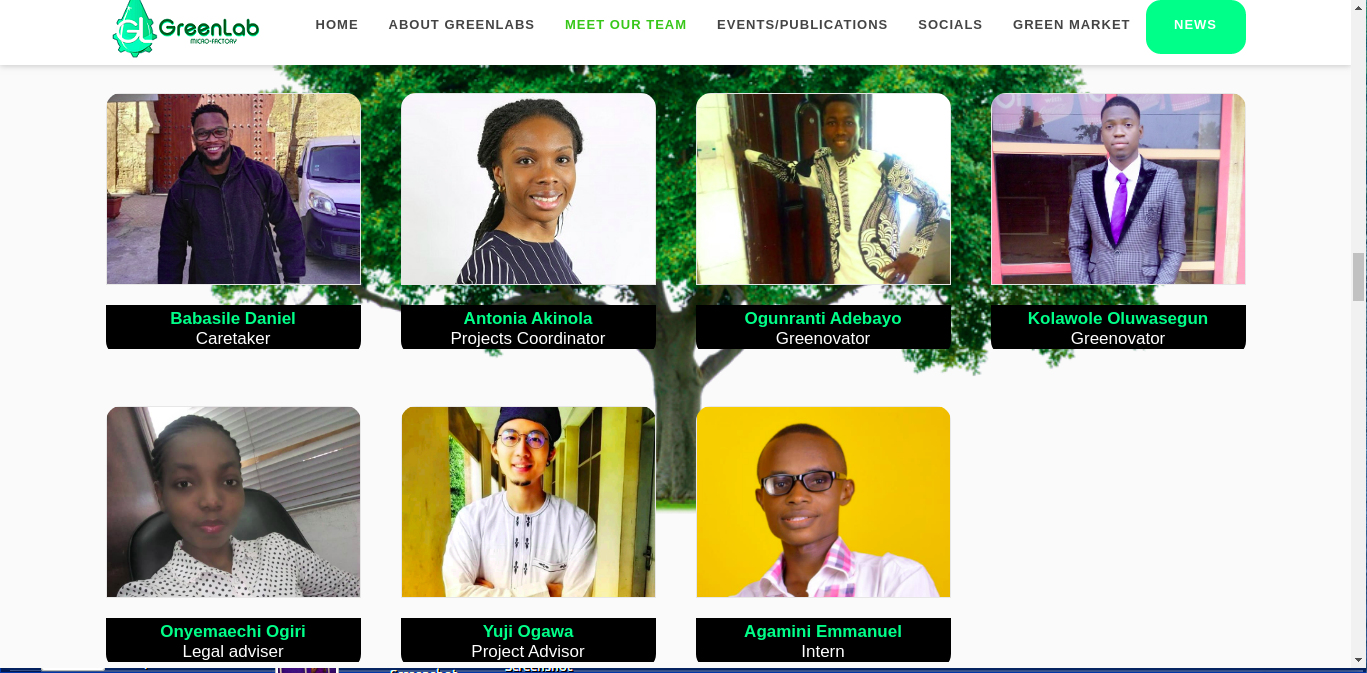 GreenLab
MICRO-FACTORY
HOME
ABOUT GREENLABS
MEET OUR TEAM
EVENTS/PUBLICATIONS
SOCIALS
GREEN MARKET
NEWS
Babasile Daniel
Caretaker
Antonia Akinola
Projects Coordinator
Ogunranti Adebayo
Greenovator
Kolawole Oluwasegun
Greenovator
Onyemaechi Ogiri
Legal adviser
Yuji Ogawa
Project Advisor
Agamini Emmanuel
Intern
Screenshot
Screenshot